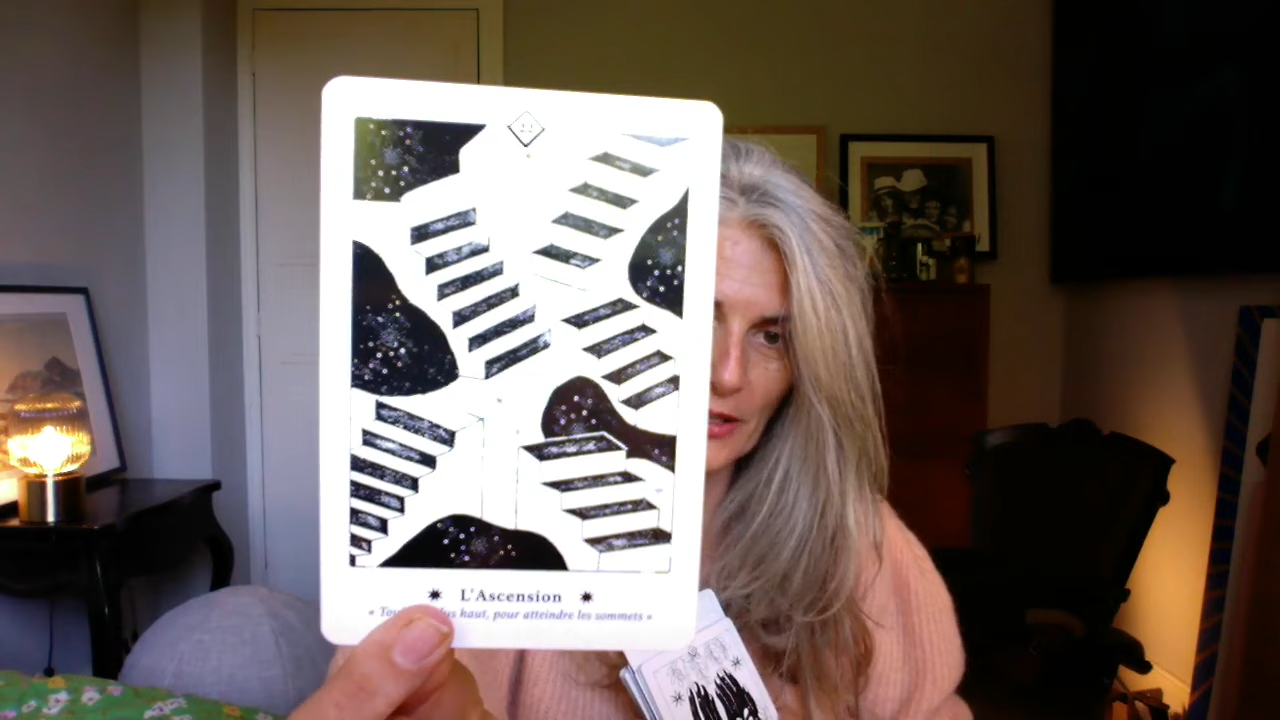 L'Ascension
« haut, pour atteindre les sommets »